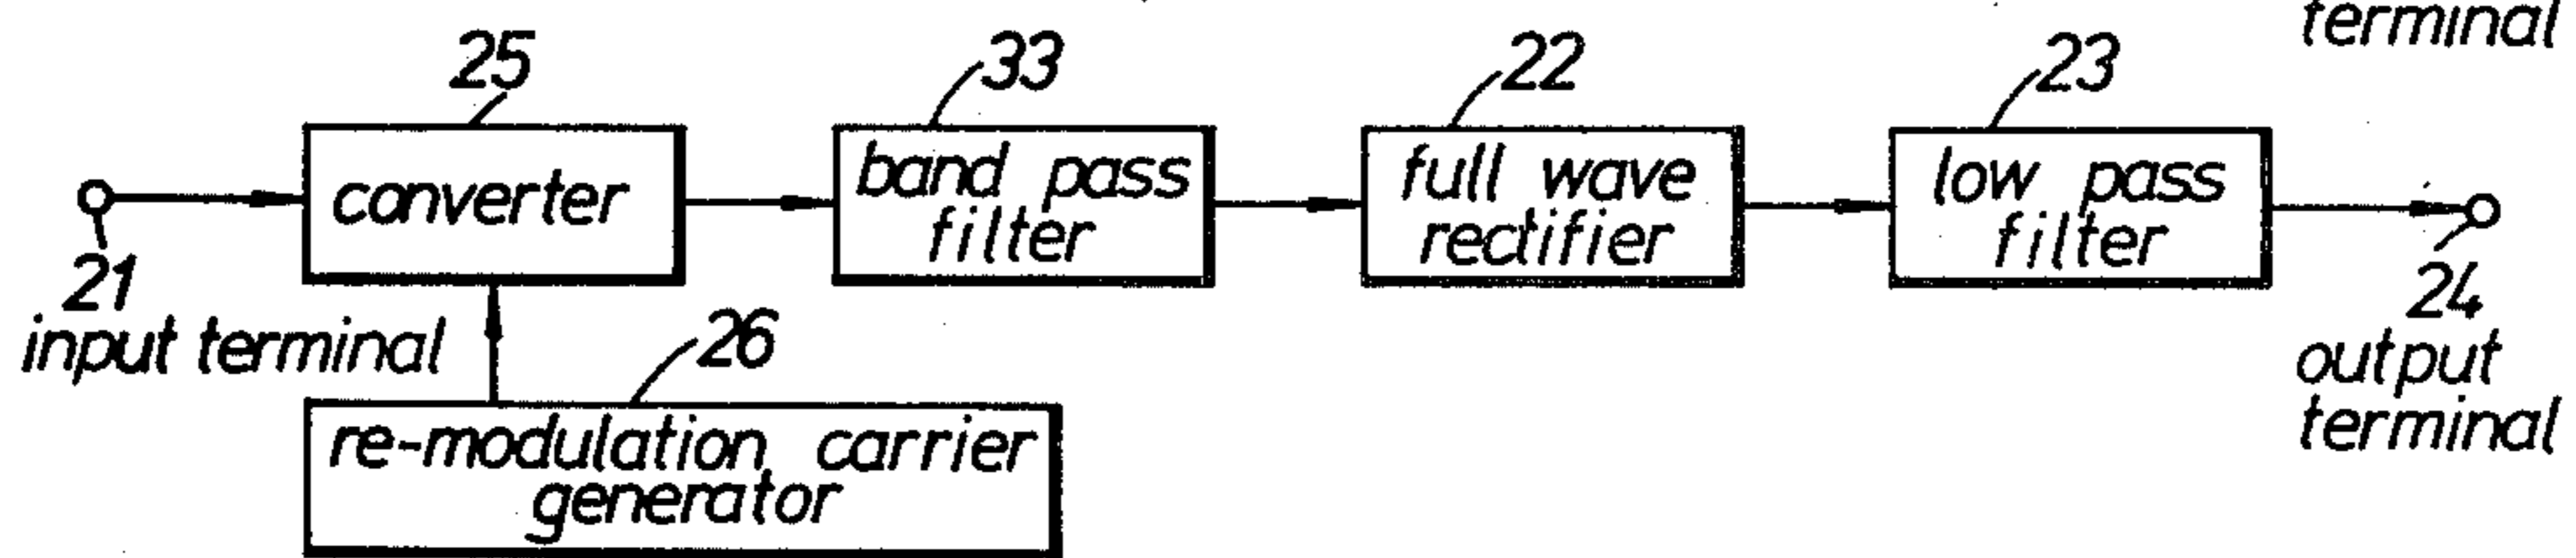 terminal
25
33
22
23
converter
band pass
filter
full wave
rectifier
low pass
filter
21
input terminal
26
24
output
terminal
re-modulation carrier
generator